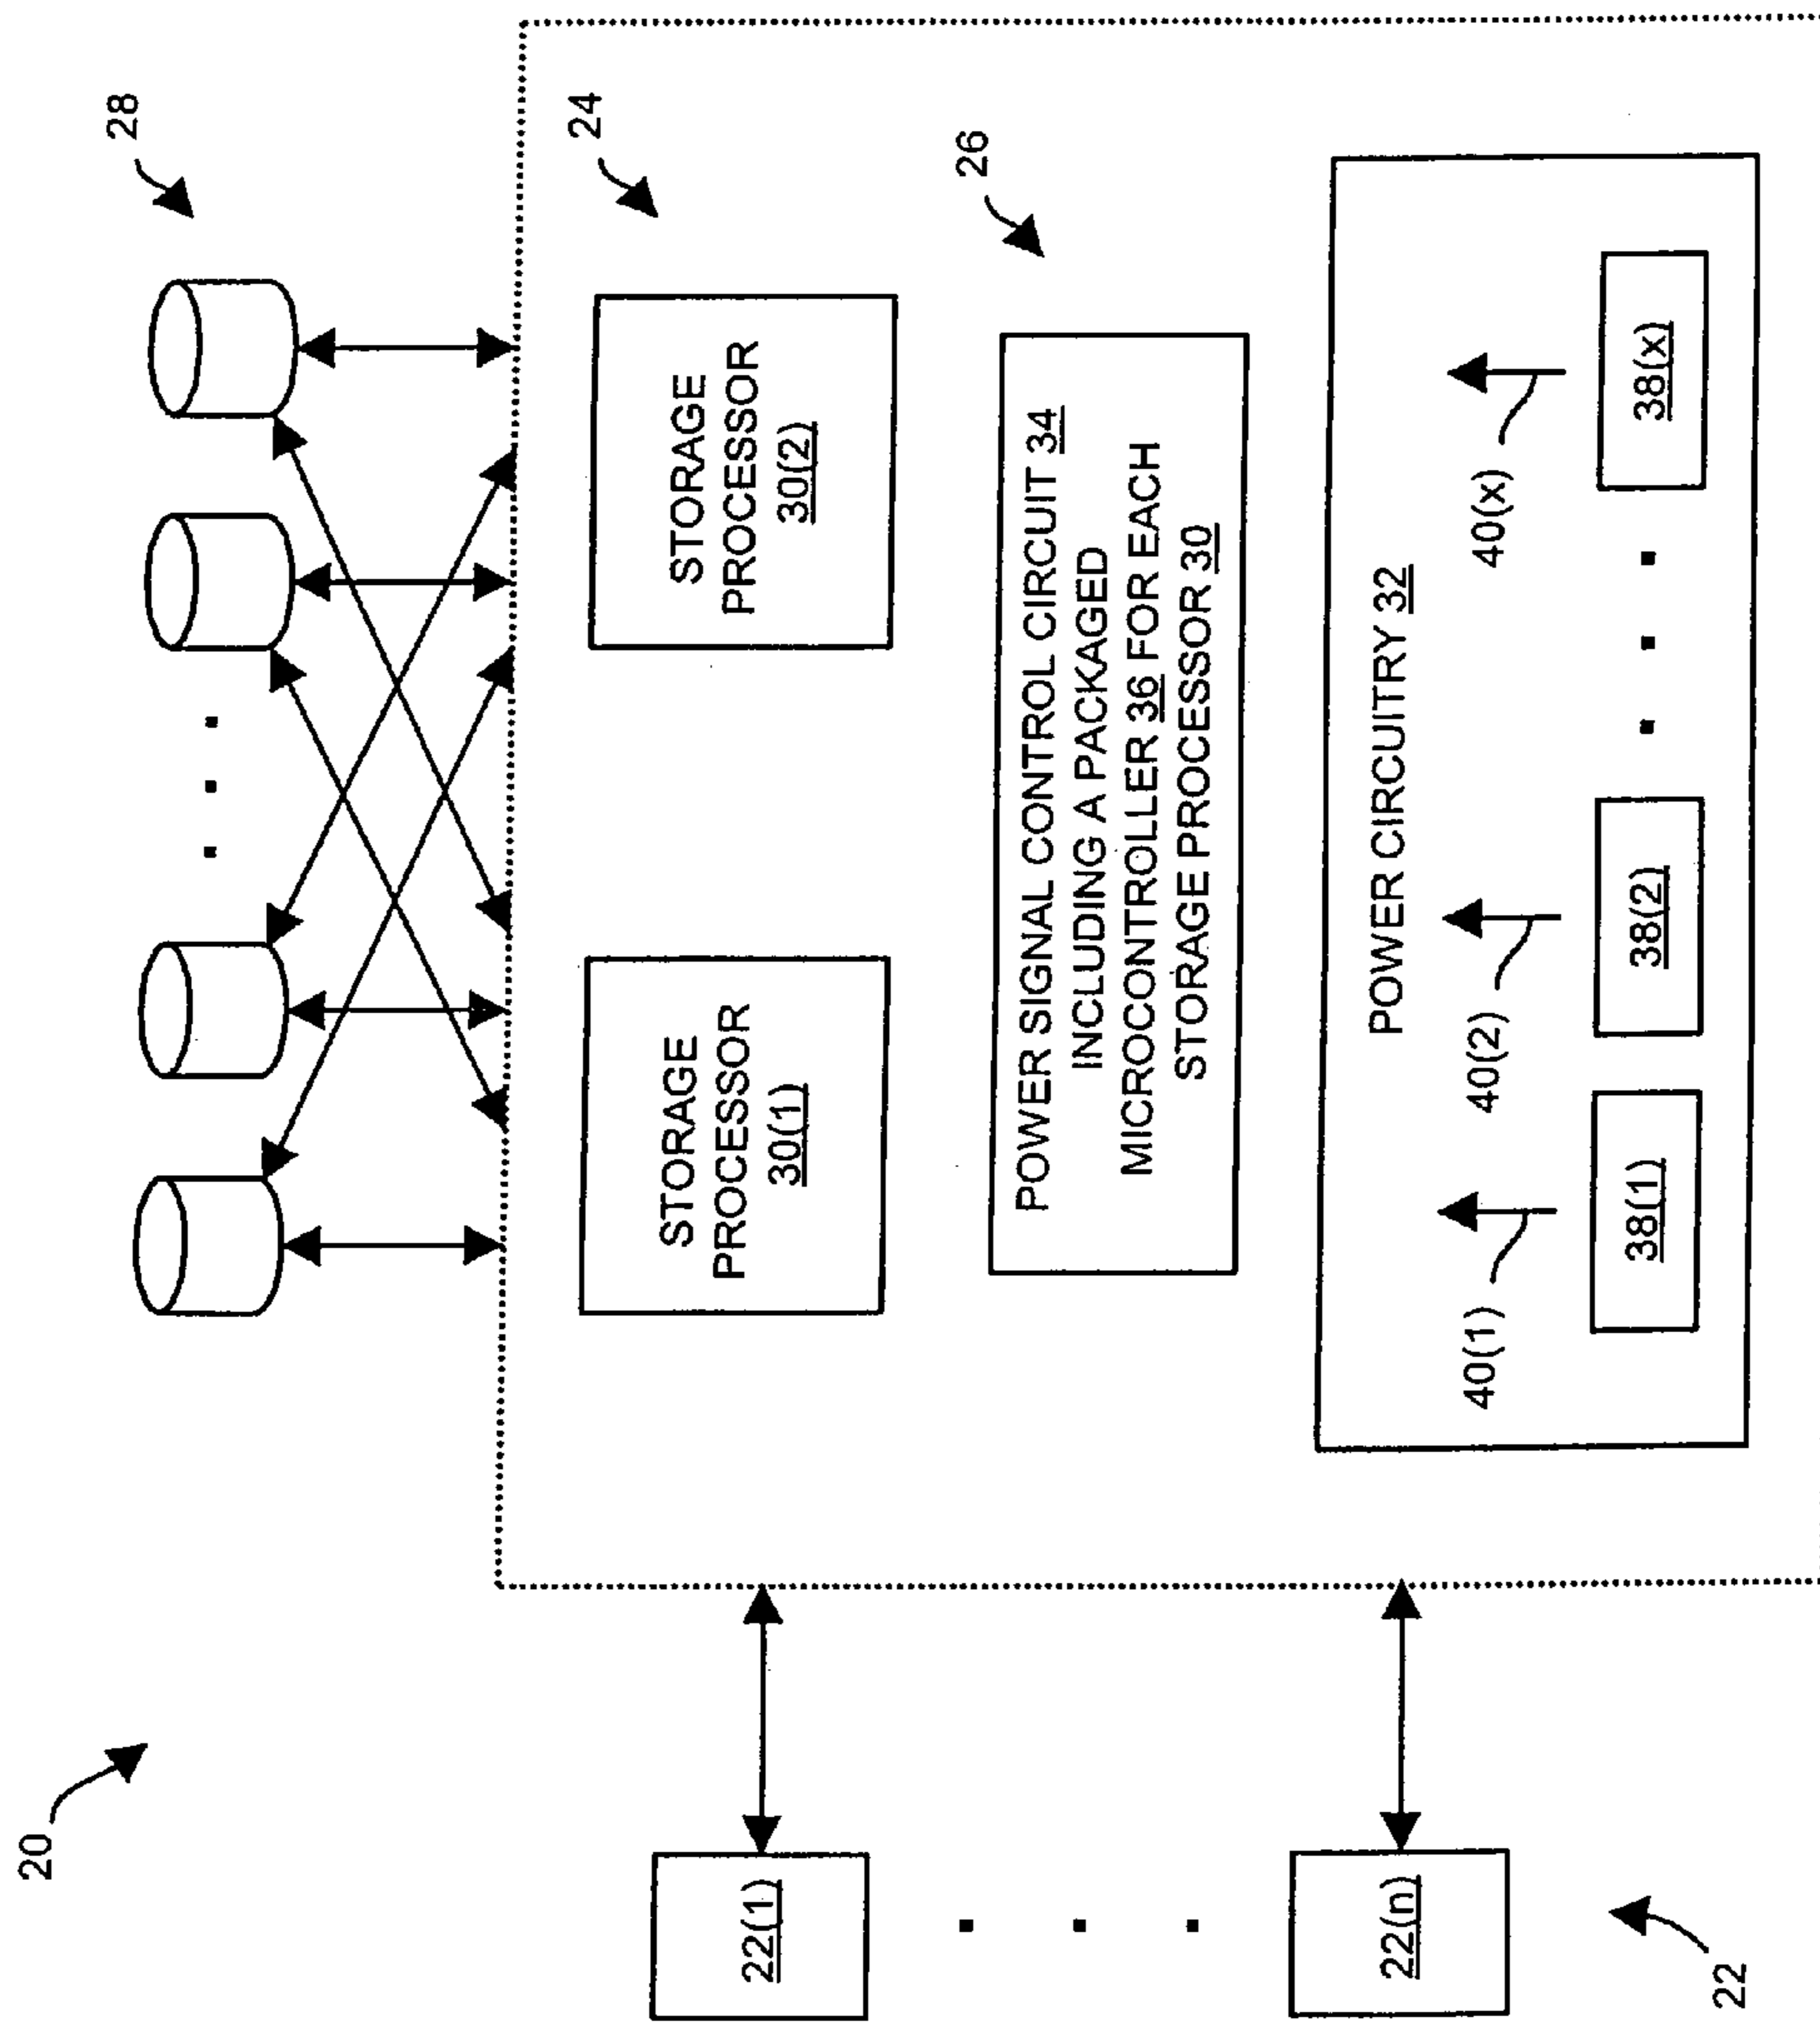 20
28
24
STORAGE
PROCESSOR
30(1)
STORAGE
PROCESSOR
30(2)
26
POWER SIGNAL CONTROL CIRCUIT 34
INCLUDING A PACKAGED
MICROCONTROLLER 36 FOR EACH
STORAGE PROCESSOR 30
POWER CIRCUITRY 32
40(1)
40(2)
40(x)
38(1)
38(2)
38(x)
22(1)
22(n)
22